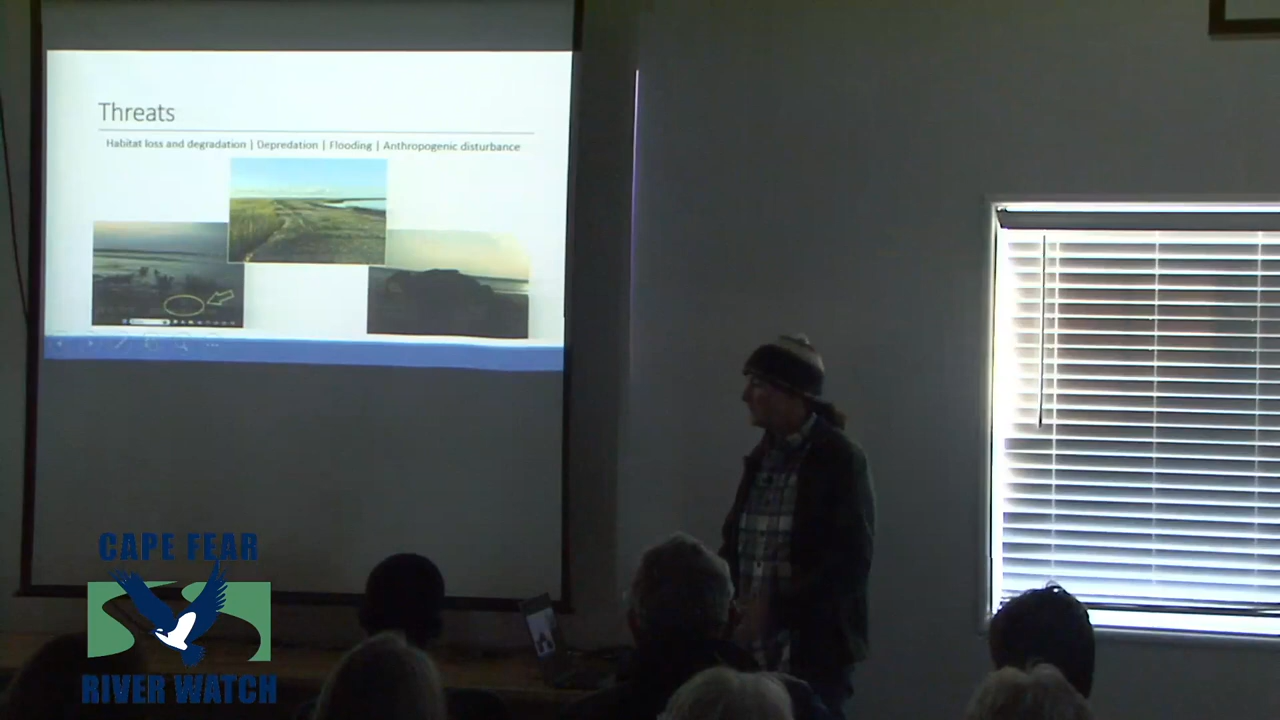 Threats
Habitat loss and degradation | Depredation | Flooding | Anthropogenic disturbance
CAPE FEAR
RIVER WATCH